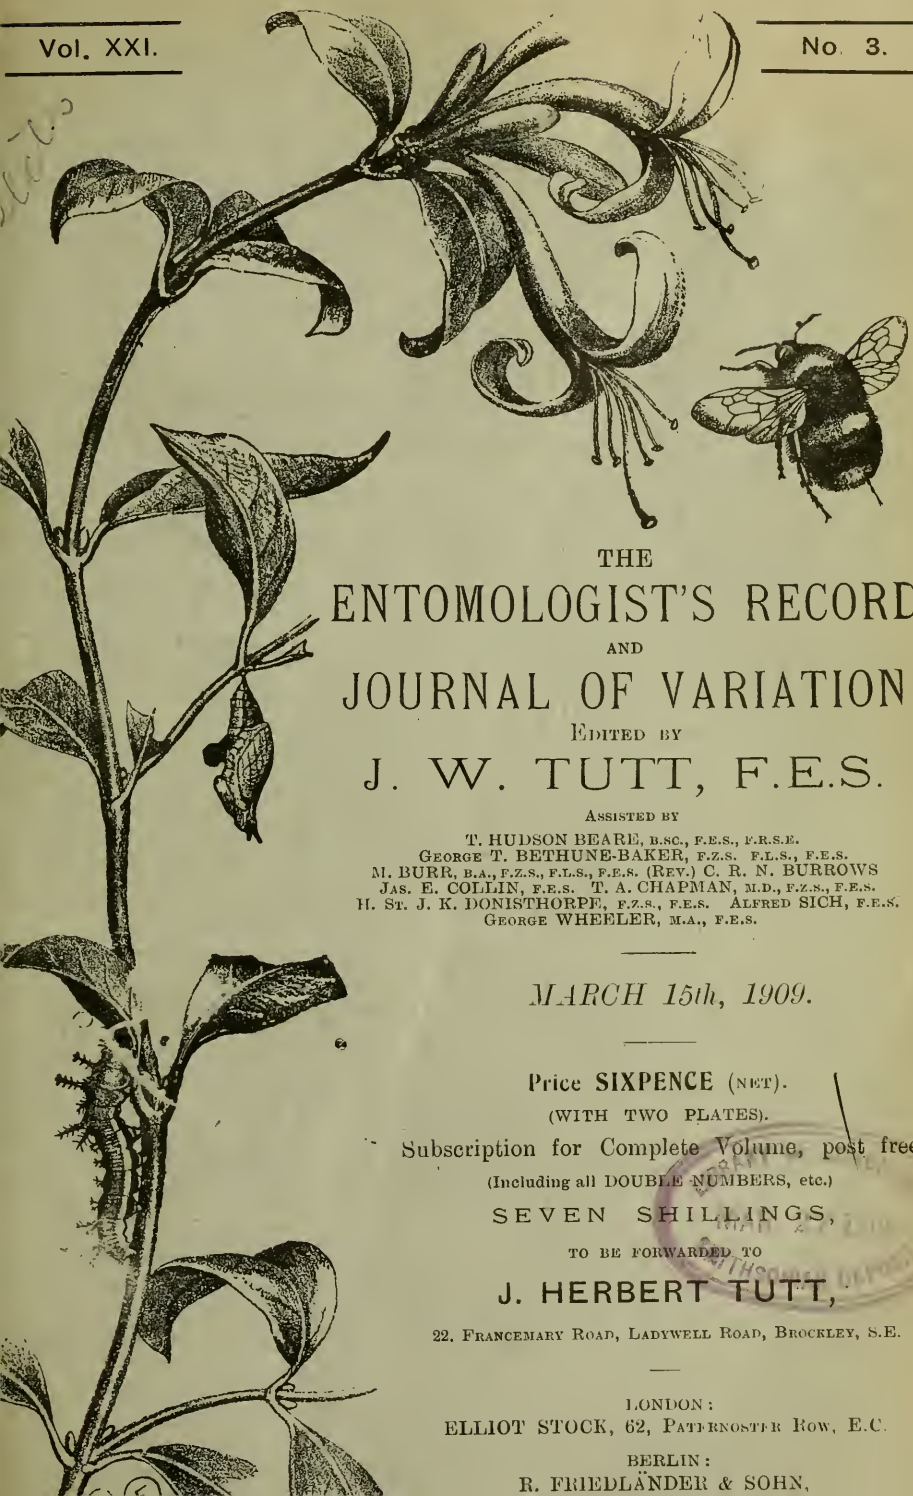 Vol. XXI.
No. 3.
THE
ENTOMOLOGIST'S RECORD
AND
JOURNAL OF VARIATION
EDITED BY
J. W. TUTT, F.E.S.
ASSISTED BY
T. HUDSON BEARE, B.SC., F.E.S., F.R.S.E.
GEORGE T. BETHUNE-BAKER, F.Z.S. F.L.S., F.E.S.
M. BURR, B.A., F.Z.S., F.L.S., F.E.S. (REV.) C. R. N. BURROWS
JAS. E. COLLIN, F.E.S. T. A. CHAPMAN, M.D., F.Z.S., F.E.S.
H. ST. J. K. DONISTHORPE, F.Z.S., F.E.S. ALFRED SICH, F.E.S.
GEORGE WHEELER, M.A., F.E.S.
MARCH 15th, 1909.
Price SIXPENCE (NET).
(WITH TWO PLATES).
Subscription for Complete Volume, post free
(Including all DOUBLE NUMBERS, etc.)
SEVEN SHILLINGS,
TO BE FORWARDED TO
J. HERBERT TUTT,
22, FRANCEMARY ROAD, LADYWELL ROAD, BROCKLEY, S.E.
LONDON:
ELLIOT STOCK, 62, PATERNOSTER ROW, E.C.
BERLIN:
R. FRIEDLÄNDER & SOHN,